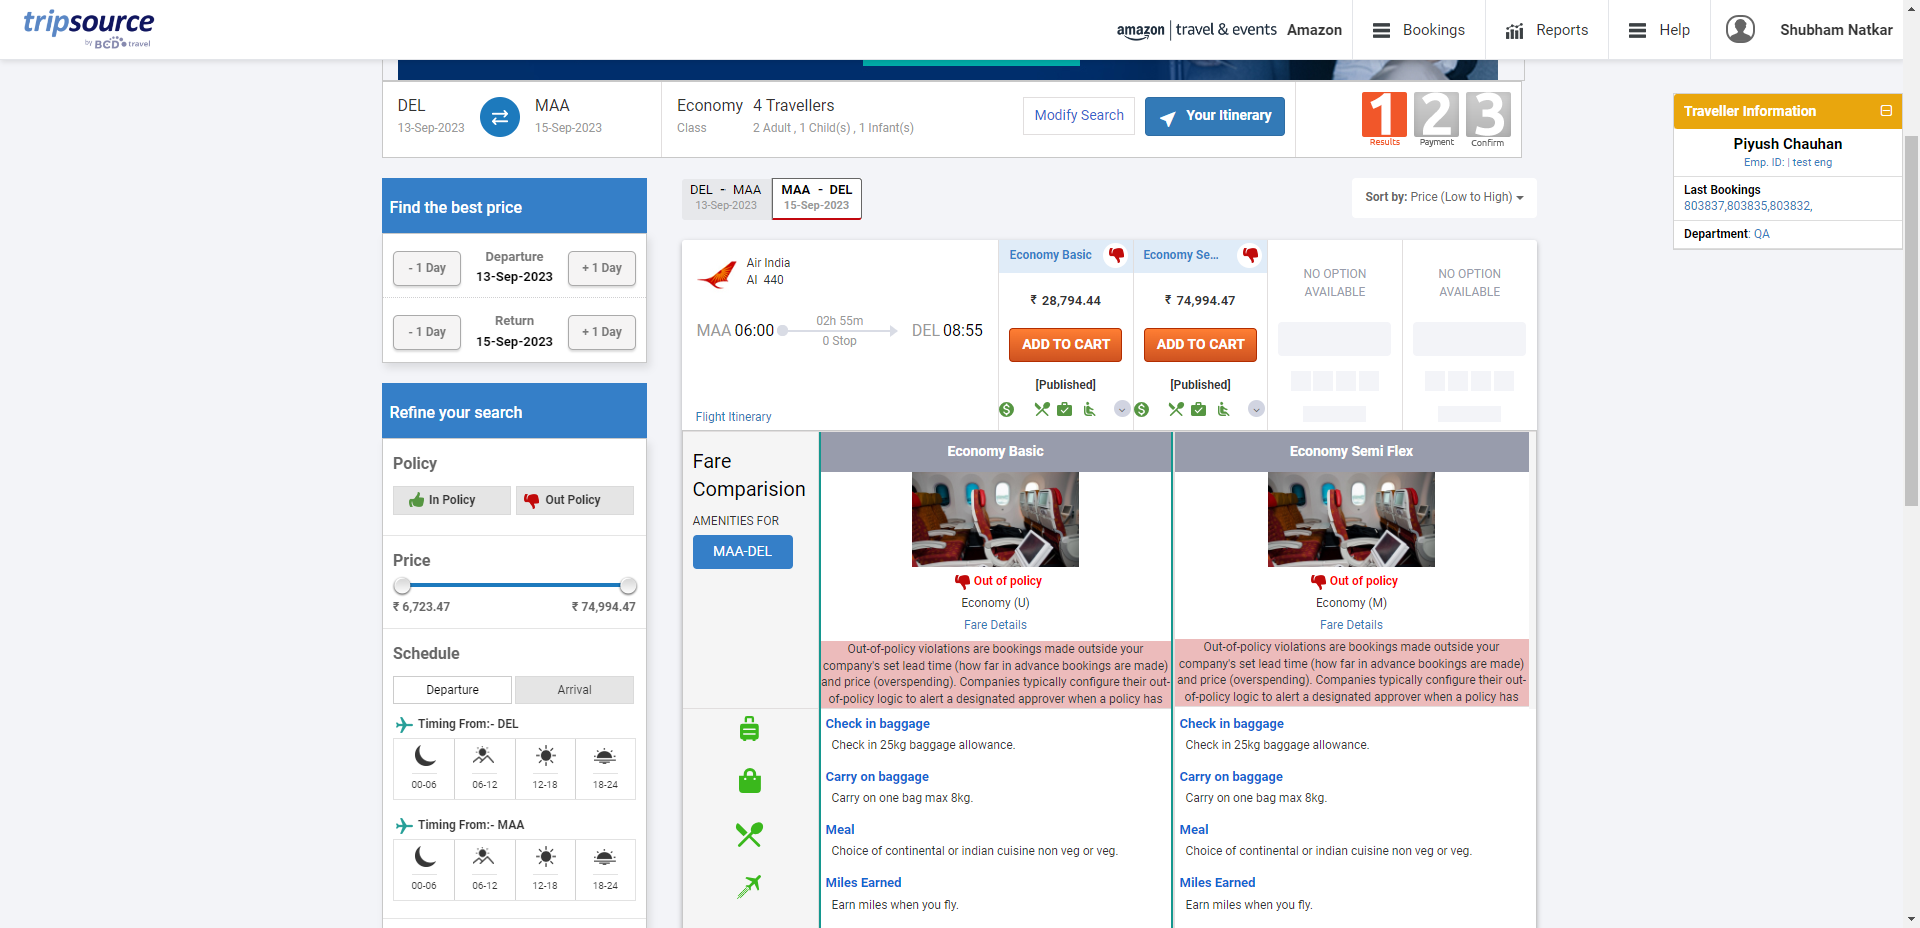 tripsource
by BCD travel
amazon | travel & events Amazon
Bookings
Reports
Help
Shubham Natkar
DEL
13-Sep-2023
MAA
15-Sep-2023
Economy
Class
4 Travellers
2 Adult , 1 Child(s) , 1 Infant(s)
Modify Search
Your Itinerary
1 2 3
Results Payment Confirm
Traveller Information
Piyush Chauhan
Emp. ID: | test eng
Last Bookings
803837,803835,803832,
Department: QA
Find the best price
- 1 Day
Departure
13-Sep-2023
+ 1 Day
- 1 Day
Return
15-Sep-2023
+ 1 Day
Refine your search
Policy
In Policy
Out Policy
Price
₹ 6,723.47
₹ 74,994.47
Schedule
Departure
Arrival
Timing From:- DEL
00-06 06-12 12-18 18-24
Timing From:- MAA
00-06 06-12 12-18 18-24
DEL - MAA
13-Sep-2023
MAA - DEL
15-Sep-2023
Sort by: Price (Low to High)
Air India
AI 440
MAA 06:00
02h 55m
0 Stop
DEL 08:55
Flight Itinerary
Economy Basic
₹ 28,794.44
ADD TO CART
[Published]
Economy Se...
₹ 74,994.47
ADD TO CART
[Published]
NO OPTION
AVAILABLE
NO OPTION
AVAILABLE
Fare
Comparision
AMENITIES FOR
MAA-DEL
Economy Basic
Out of policy
Economy (U)
Fare Details
Out-of-policy violations are bookings made outside your
company's set lead time (how far in advance bookings are made)
and price (overspending). Companies typically configure their out-
of-policy logic to alert a designated approver when a policy has
Check in baggage
Check in 25kg baggage allowance.
Carry on baggage
Carry on one bag max 8kg.
Meal
Choice of continental or indian cuisine non veg or veg.
Miles Earned
Earn miles when you fly.
Economy Semi Flex
Out of policy
Economy (M)
Fare Details
Out-of-policy violations are bookings made outside your
company's set lead time (how far in advance bookings are made)
and price (overspending). Companies typically configure their out-
of-policy logic to alert a designated approver when a policy has
Check in baggage
Check in 25kg baggage allowance.
Carry on baggage
Carry on one bag max 8kg.
Meal
Choice of continental or indian cuisine non veg or veg.
Miles Earned
Earn miles when you fly.